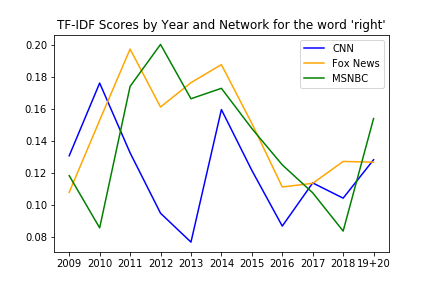 TF-IDF Scores by Year and Network for the word 'right'
CNN
Fox News
MSNBC
0.20
0.18
0.16
0.14
0.12
0.10
0.08
2009 2010 2011 2012 2013 2014 2015 2016 2017 2018 19+20